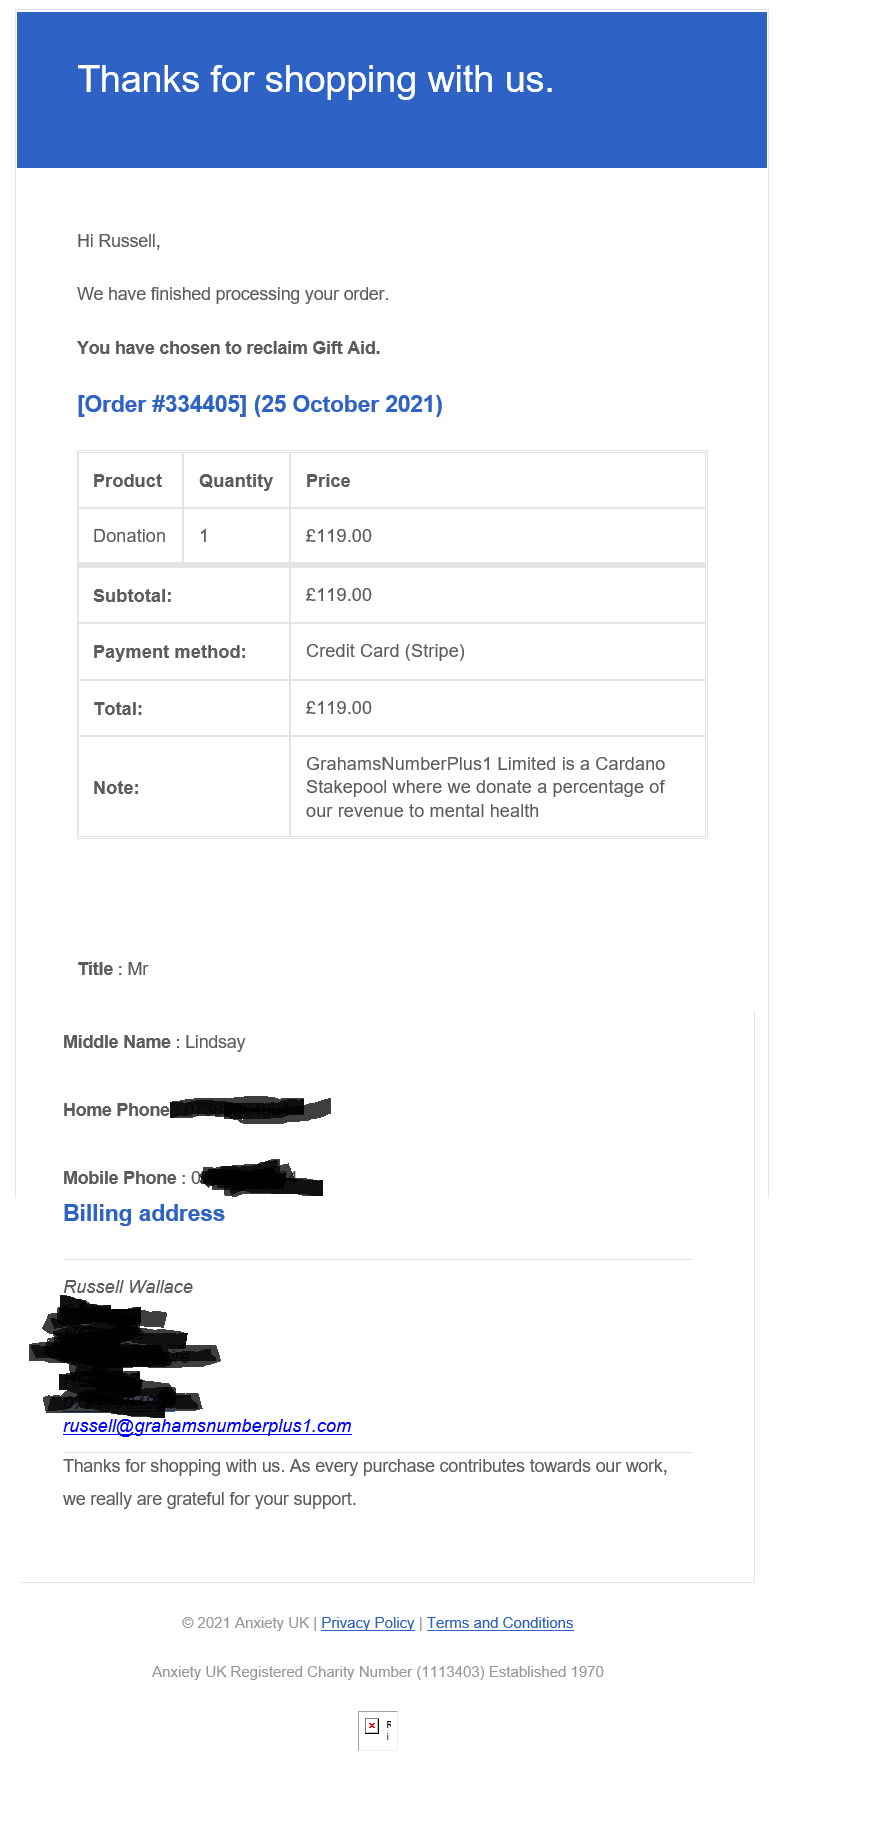 Thanks for shopping with us.
Hi Russell,
We have finished processing your order.
You have chosen to reclaim Gift Aid.
[Order #334405] (25 October 2021)
Product Quantity Price
Donation 1 £119.00
Subtotal: £119.00
Payment method: Credit Card (Stripe)
Total: £119.00
Note: GrahamsNumberPlus1 Limited is a Cardano
Stakepool where we donate a percentage of
our revenue to mental health
Title : Mr
Middle Name : Lindsay
Home Phone
Mobile Phone :
Billing address
Russell Wallace
russell@grahamsnumberplus1.com
Thanks for shopping with us. As every purchase contributes towards our work,
we really are grateful for your support.
© 2021 Anxiety UK | Privacy Policy | Terms and Conditions
Anxiety UK Registered Charity Number (1113403) Established 1970